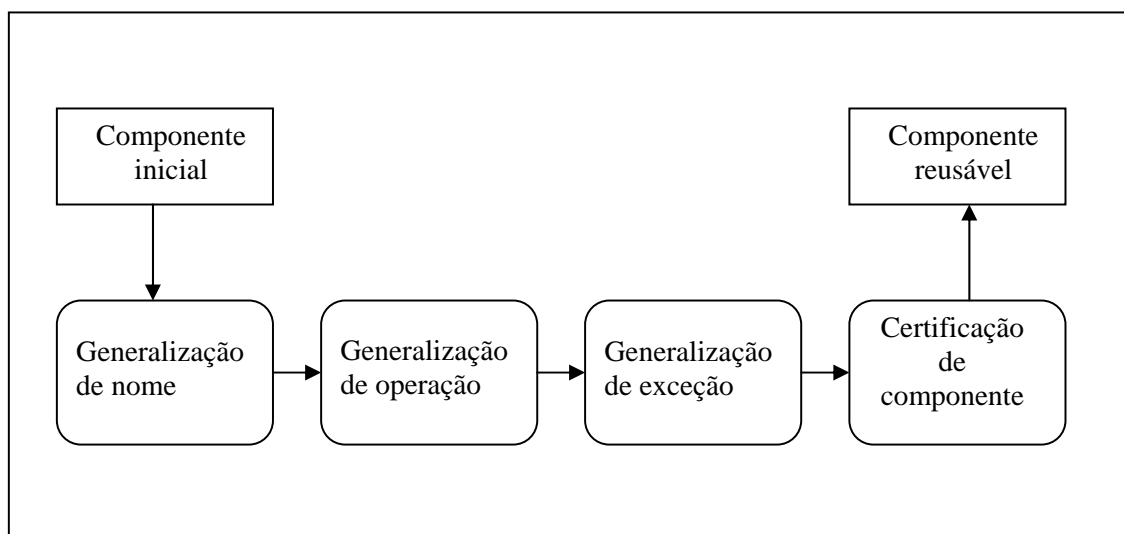 Componente
inicial
Componente
reusável
Generalização
de nome
Generalização
de operação
Generalização
de exceção
Certificação
de
componente